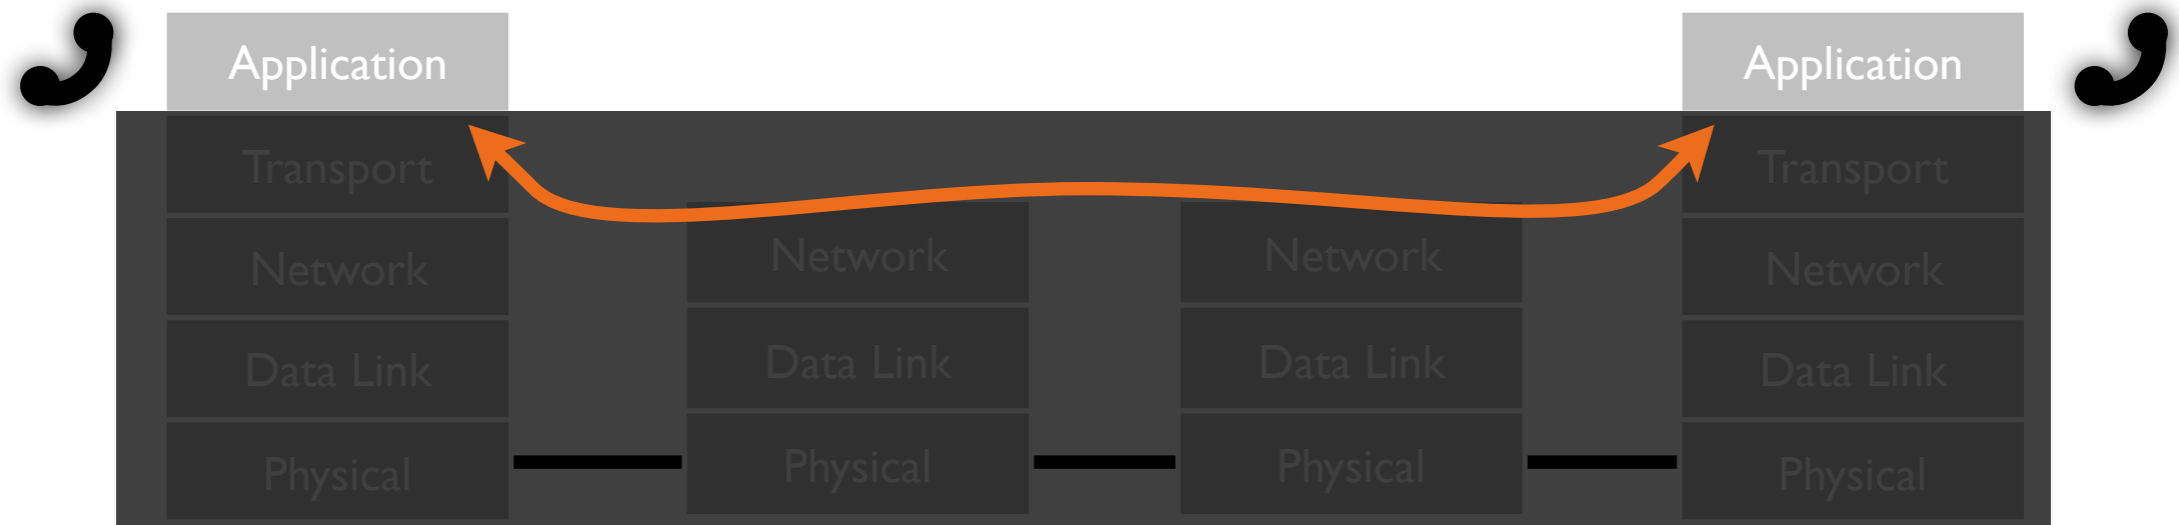 Application
Transport
Network
Data Link
Physical
Network
Data Link
Physical
Network
Data Link
Physical
Application
Transport
Network
Data Link
Physical